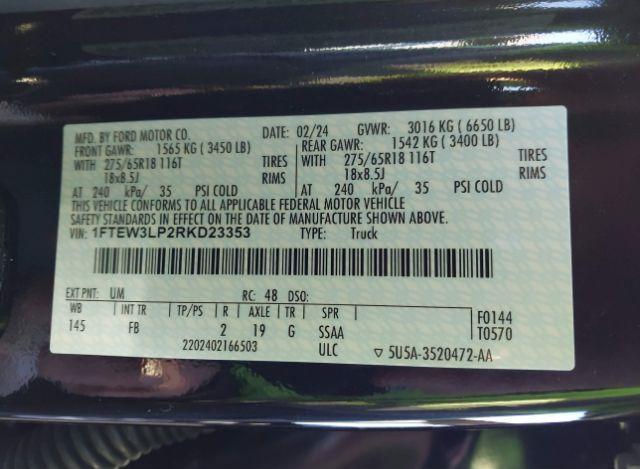 MFD. BY FORD MOTOR CO. DATE: 02/24 GVWR: 3016 KG ( 6650 LB)
FRONT GAWR: 1565 KG ( 3450 LB) REAR GAWR: 1542 KG ( 3400 LB)
WITH 275/65R18 116T TIRES WITH 275/65R18 116T TIRES
18x8.5J RIMS 18x8.5J RIMS
AT 240 kPa/ 35 PSI COLD AT 240 kPa/ 35 PSI COLD
THIS VEHICLE CONFORMS TO ALL APPLICABLE FEDERAL MOTOR VEHICLE
SAFETY STANDARDS IN EFFECT ON THE DATE OF MANUFACTURE SHOWN ABOVE.
VIN: 1FTEW3LP2RKD23353 TYPE: Truck
EXT PNT: UM RC: 48 DSO:
WB INT TR TP/PS R AXLE TR SPR F0144
145 FB 2 19 G SSAA T0570
2202402166503 ULC ▽ 5U5A-3520472-AA